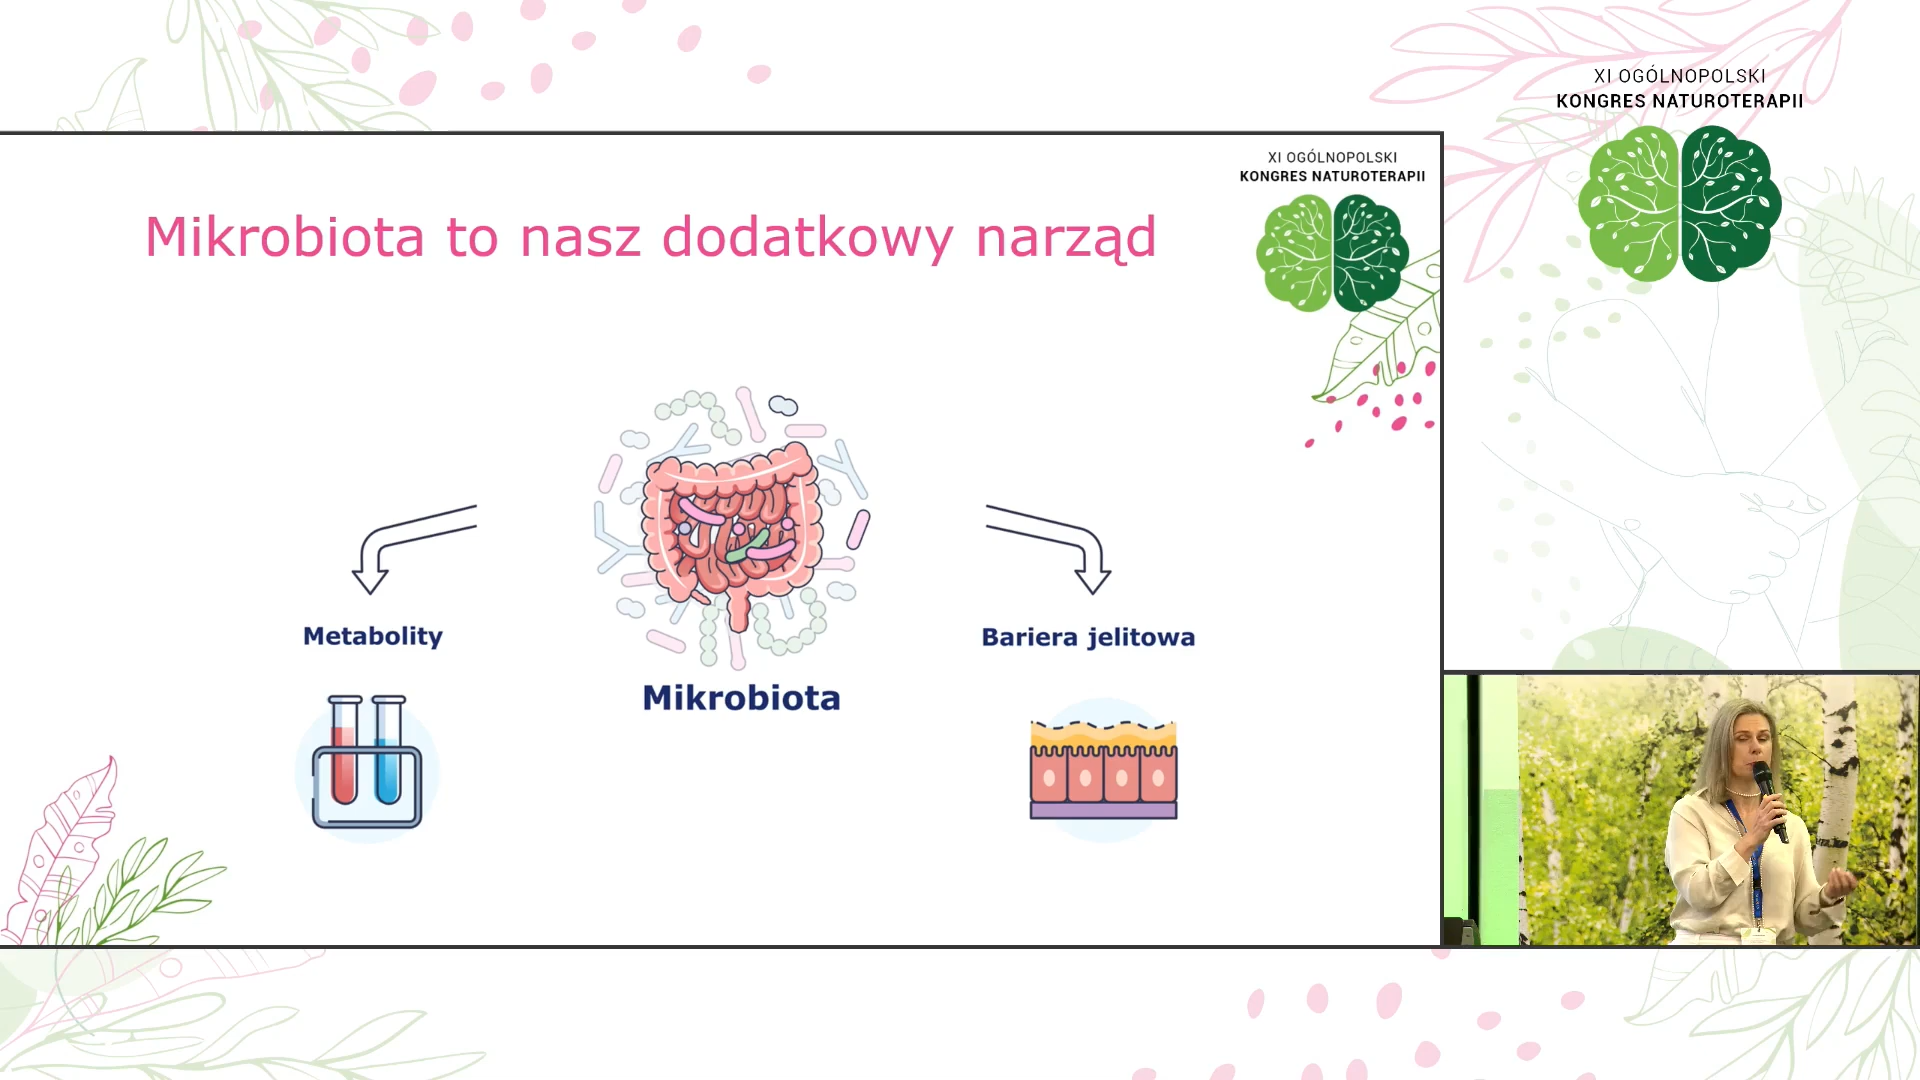 XI OGÓLNOPOLSKI
KONGRES NATUROTERAPII
XI OGÓLNOPOLSKI
KONGRES NATUROTERAPII
Mikrobiota to nasz dodatkowy narząd
Metabolity
Bariera jelitowa
Mikrobiota